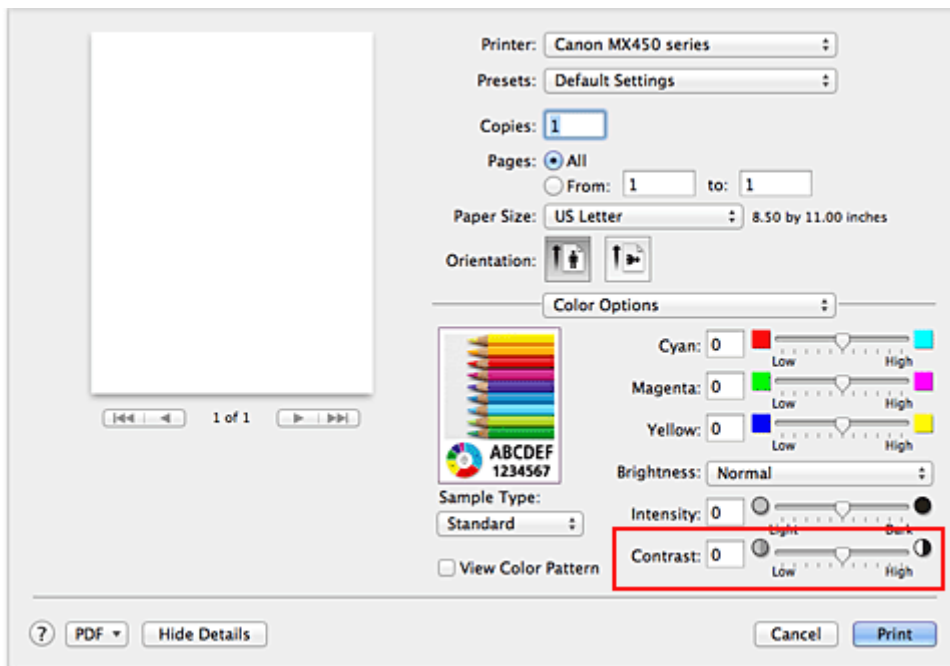 Printer: Canon MX450 series
Presets: Default Settings
Copies: 1
Pages: All
From: 1 to: 1
Paper Size: US Letter 8.50 by 11.00 inches
Orientation:
Color Options
Cyan: 0
Low High
Magenta: 0
Low High
Yellow: 0
Low High
1 of 1
ABCDEF
1234567
Brightness: Normal
Sample Type:
Standard
Intensity: 0
Light Dark
Contrast: 0
Low High
View Color Pattern
? PDF Hide Details Cancel Print